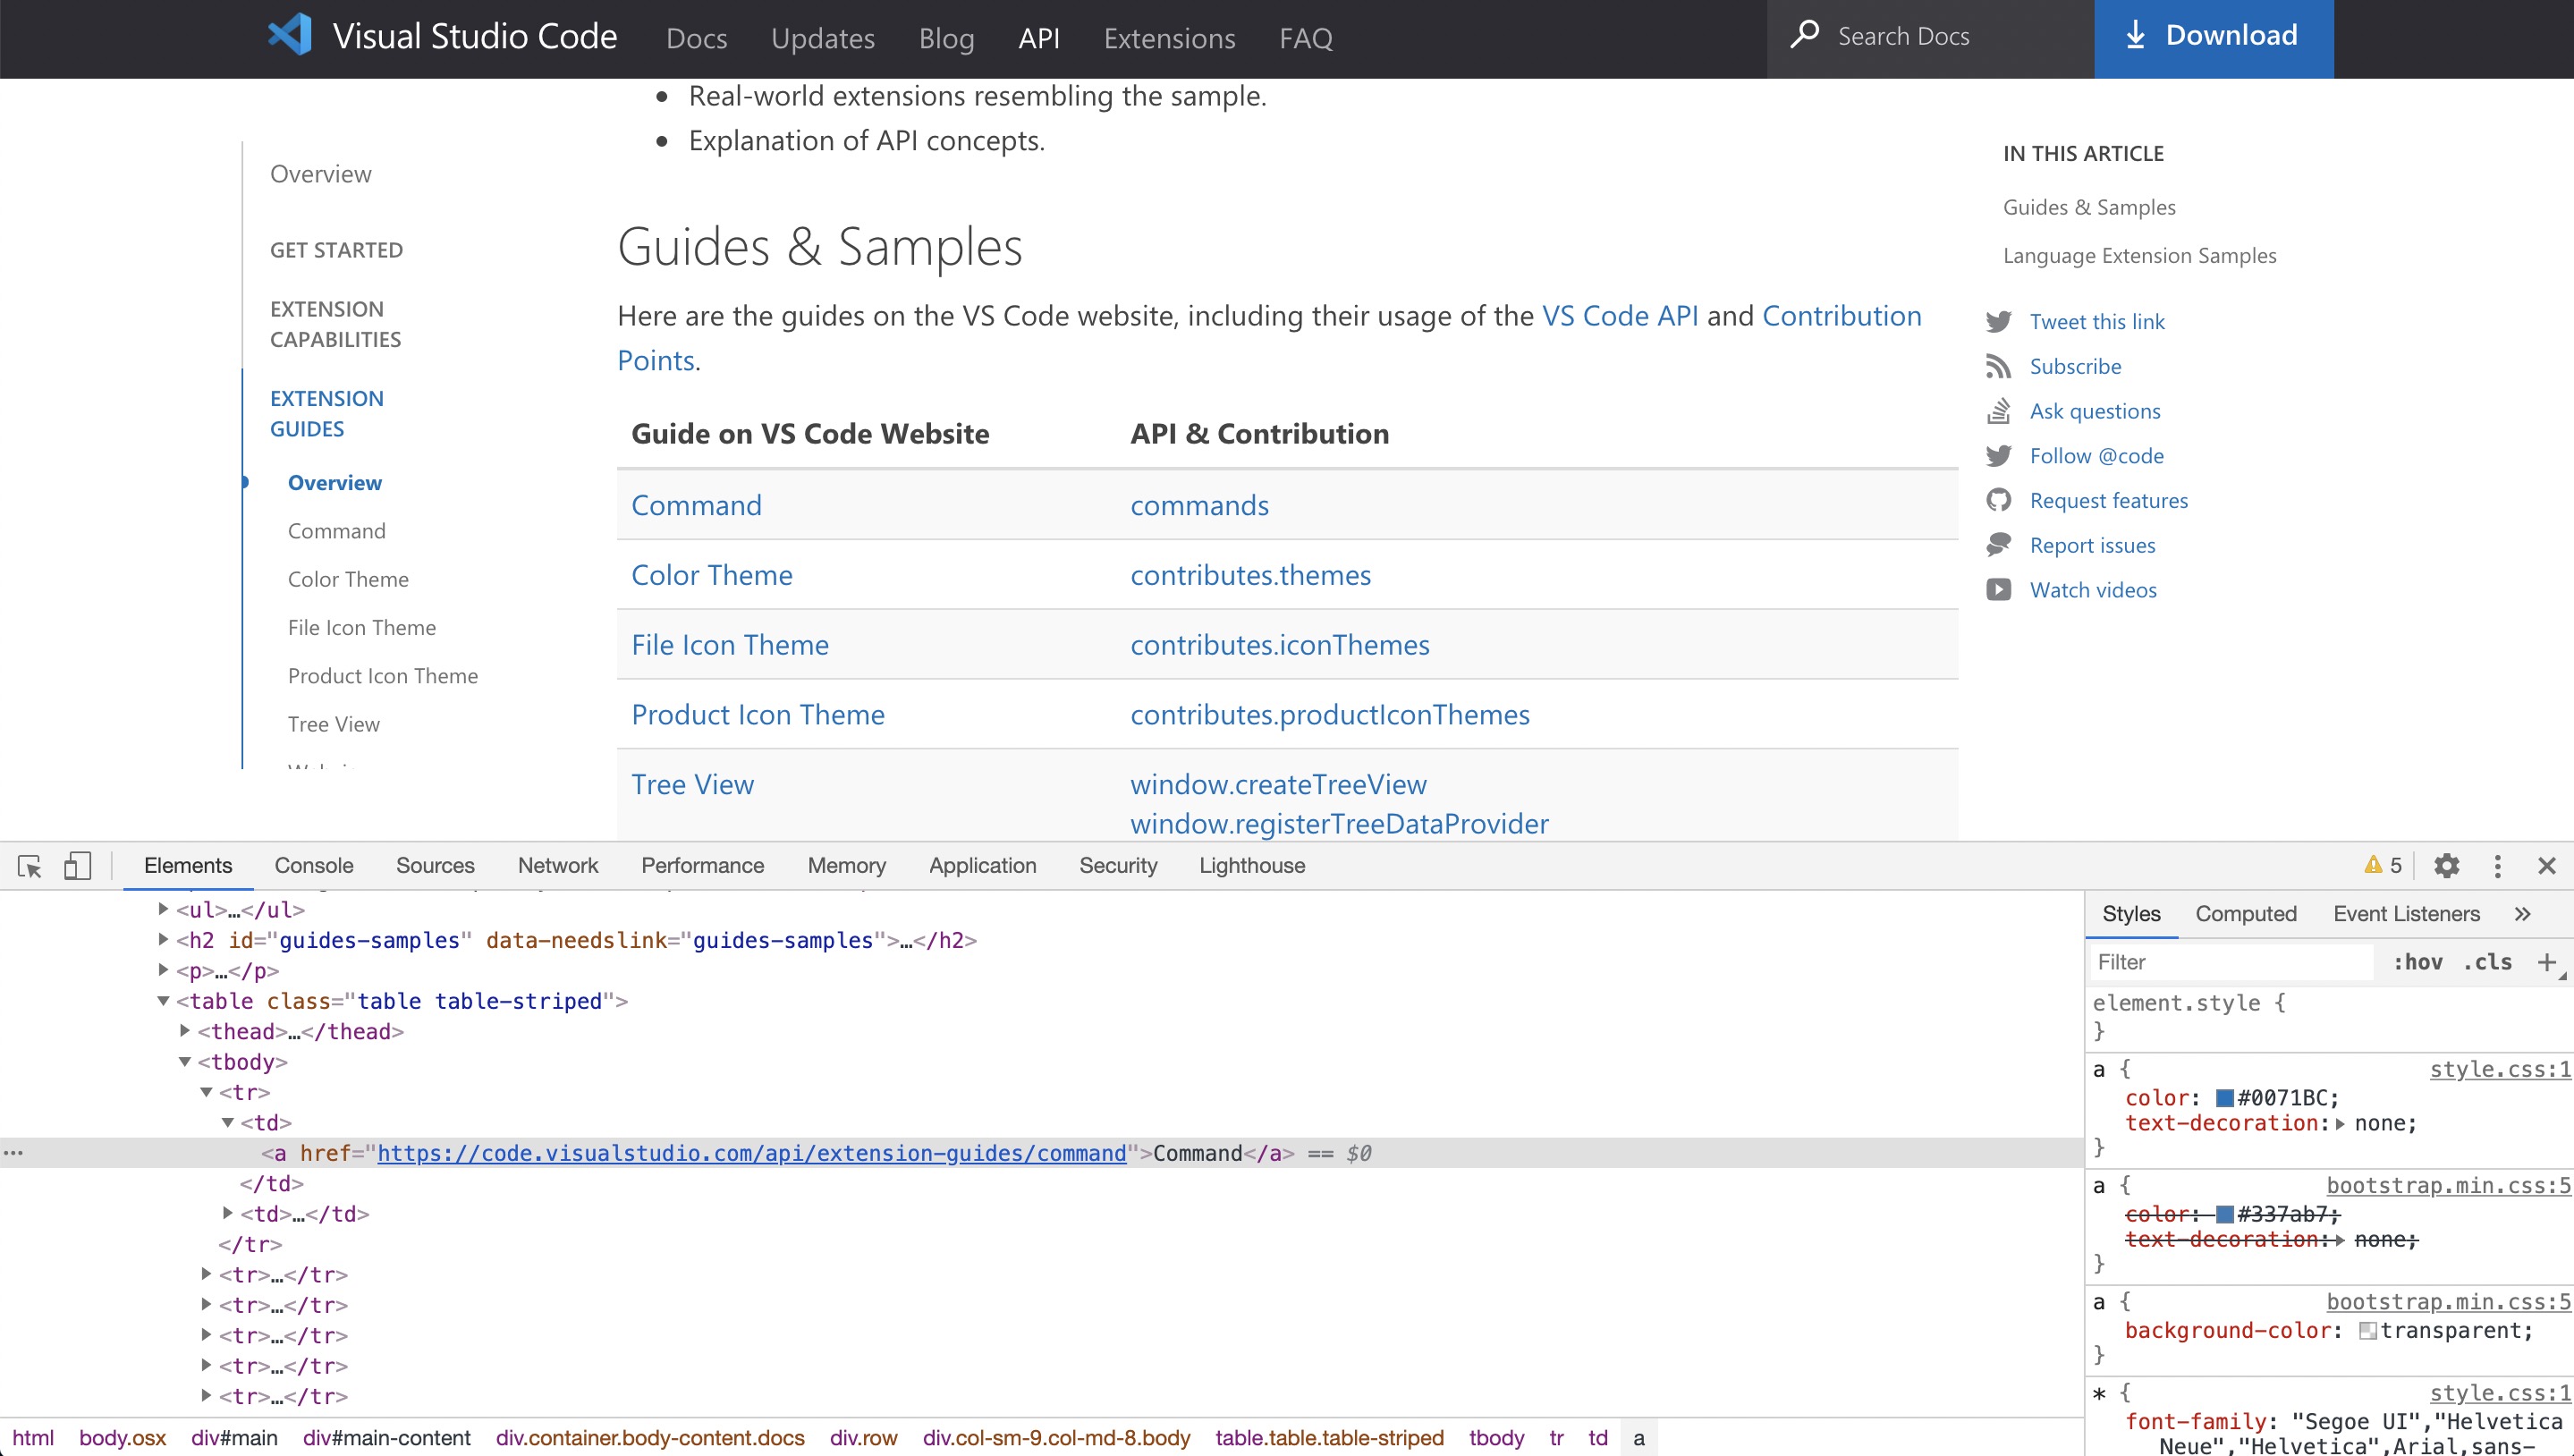 Visual Studio Code Docs Updates Blog API Extensions FAQ Search Docs Download
Real-world extensions resembling the sample.
Explanation of API concepts.
Overview
GET STARTED
EXTENSION
CAPABILITIES
EXTENSION
GUIDES
Overview
Command
Color Theme
File Icon Theme
Product Icon Theme
Tree View
Guides & Samples
Here are the guides on the VS Code website, including their usage of the VS Code API and Contribution
Points.
Guide on VS Code Website API & Contribution
Command commands
Color Theme contributes.themes
File Icon Theme contributes.iconThemes
Product Icon Theme contributes.productIconThemes
Tree View window.createTreeView
window.registerTreeDataProvider
IN THIS ARTICLE
Guides & Samples
Language Extension Samples
Tweet this link
Subscribe
Ask questions
Follow @code
Request features
Report issues
Watch videos
Elements Console Sources Network Performance Memory Application Security Lighthouse 5
<ul>…</ul>
<h2 id="guides-samples" data-needslink="guides-samples">…</h2>
<p>…</p>
<table class="table table-striped">
<thead>…</thead>
<tbody>
<tr>
<td>
<a href="https://code.visualstudio.com/api/extension-guides/command">Command</a> == $0
</td>
<td>…</td>
</tr>
<tr>…</tr>
<tr>…</tr>
<tr>…</tr>
<tr>…</tr>
<tr>…</tr>
html body.osx div#main div#main-content div.container.body-content.docs div.row div.col-sm-9.col-md-8.body table.table.table-striped tbody tr td a
Styles Computed Event Listeners »
Filter :hov .cls +
element.style {
}
a { style.css:1
color: #0071BC;
text-decoration: none;
}
a { bootstrap.min.css:5
color: #337ab7;
text-decoration: none;
}
a { bootstrap.min.css:5
background-color: transparent;
}
* { style.css:1
font-family: "Segoe UI","Helvetica
Neue","Helvetica",Arial,sans-